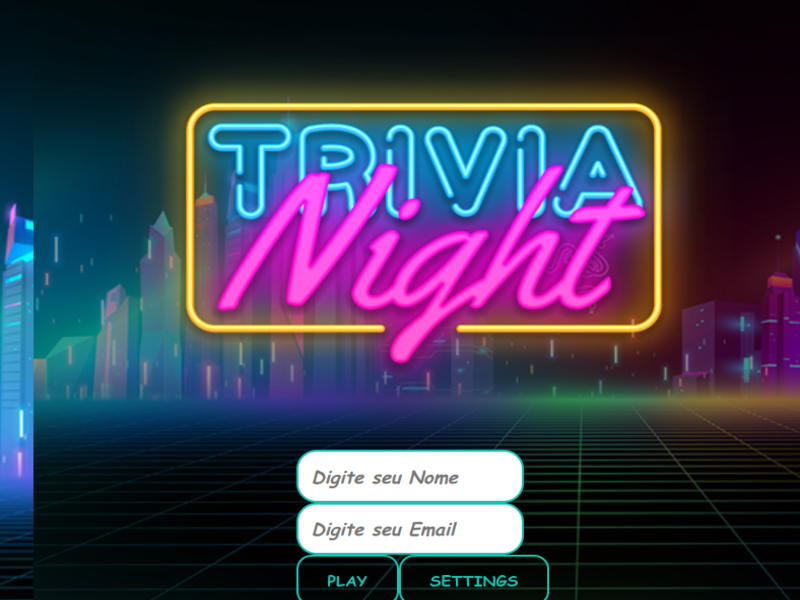 TRIVIA
Night
Digite seu Nome
Digite seu Email
PLAY SETTINGS